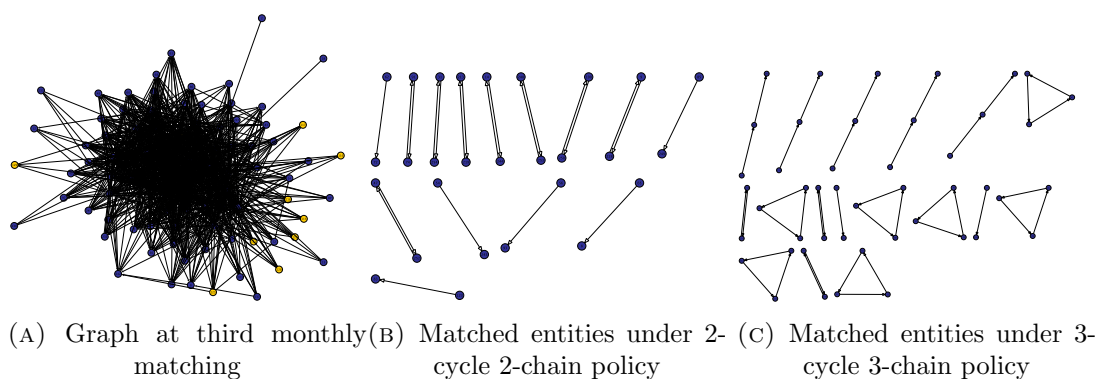 (A) Graph at third monthly matching
(B) Matched entities under 2-cycle 2-chain policy
(C) Matched entities under 3-cycle 3-chain policy